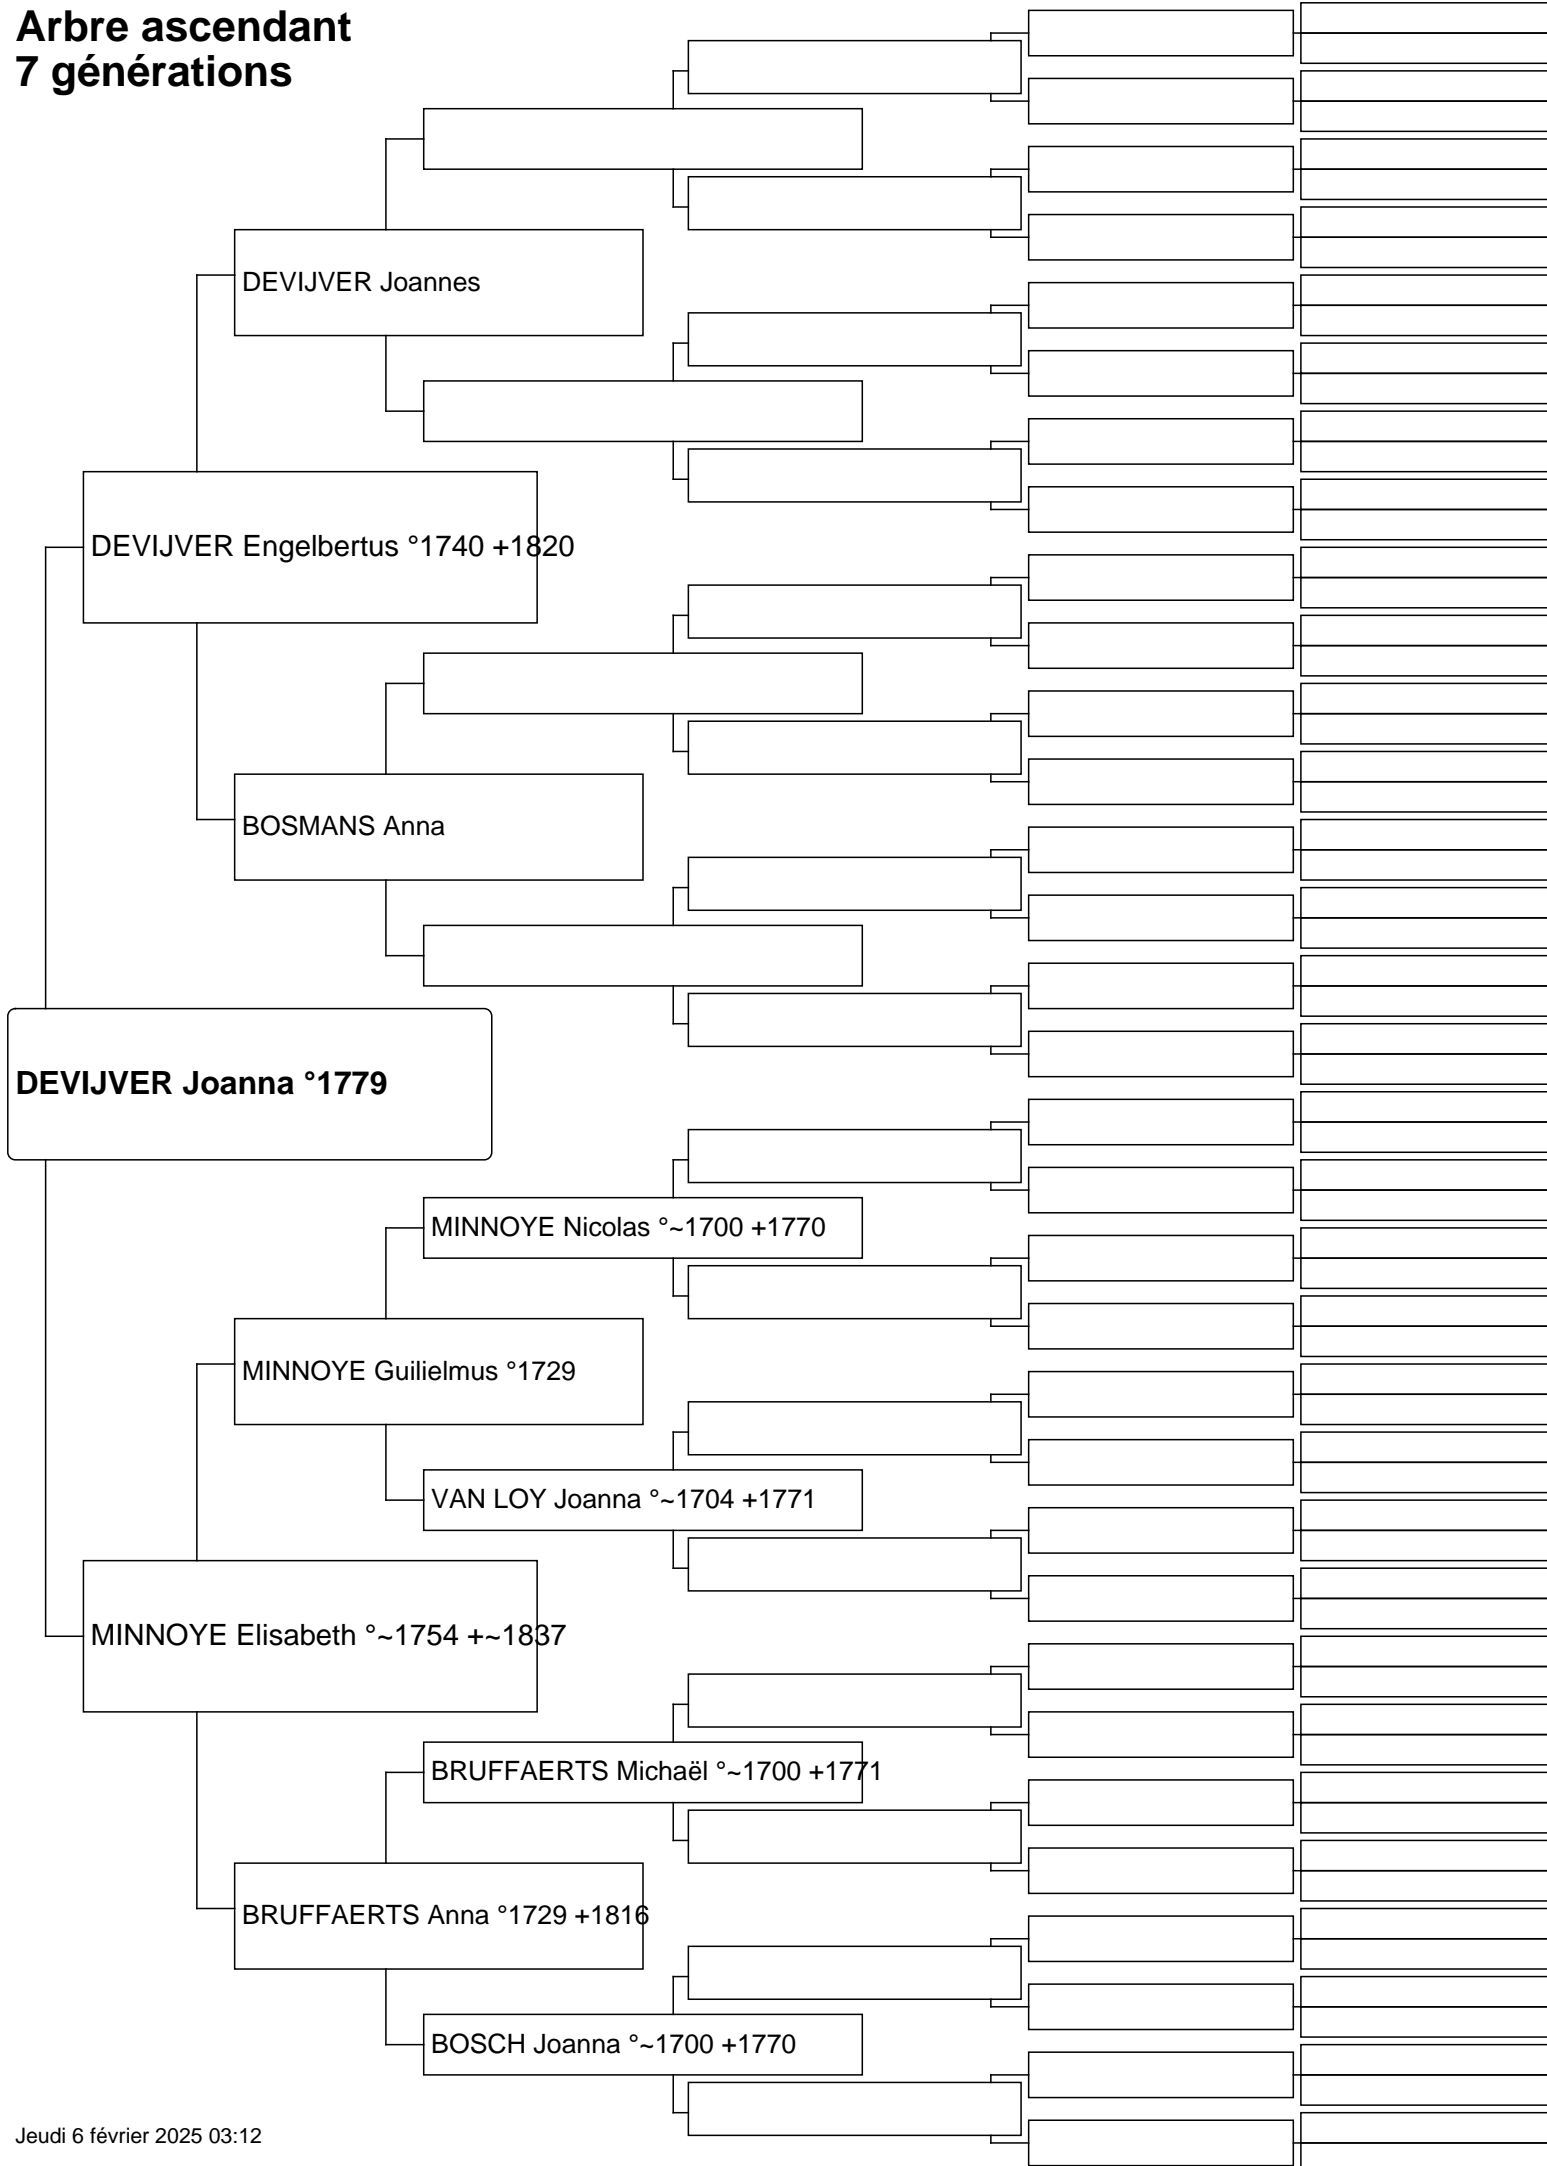 Arbre ascendant
7 générations
DEVIJVER Joannes
DEVIJVER Engelbertus °1740 +1820
BOSMANS Anna
DEVIJVER Joanna °1779
MINNOYE Nicolas °~1700 +1770
MINNOYE Guilielmus °1729
VAN LOY Joanna °~1704 +1771
MINNOYE Elisabeth °~1754 +~1837
BRUFFAERTS Michaël °~1700 +1771
BRUFFAERTS Anna °1729 +1816
BOSCH Joanna °~1700 +1770
Jeudi 6 février 2025 03:12